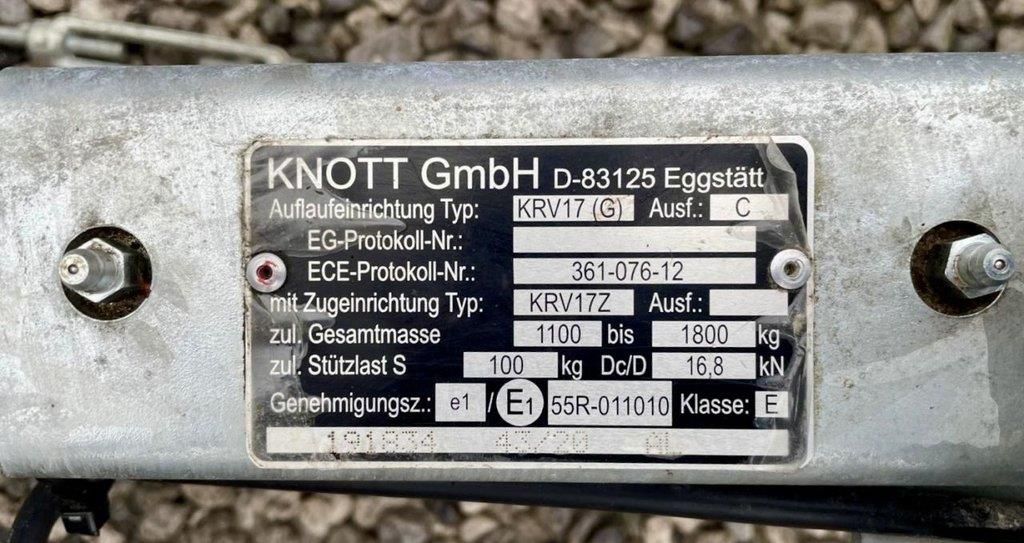 KNOTT GmbH D-83125 Eggstätt
Auflaufeinrichtung Typ: KRV17 (G) Ausf.: C
EG-Protokoll-Nr.:
ECE-Protokoll-Nr.: 361-076-12
mit Zugeinrichtung Typ: KRV17Z Ausf.:
zul. Gesamtmasse 1100 bis 1800 kg
zul. Stützlast S 100 kg Dc/D 16,8 kN
Genehmigungsz.: e1 / E1 55R-011010 Klasse: E
191834 43/20 AL